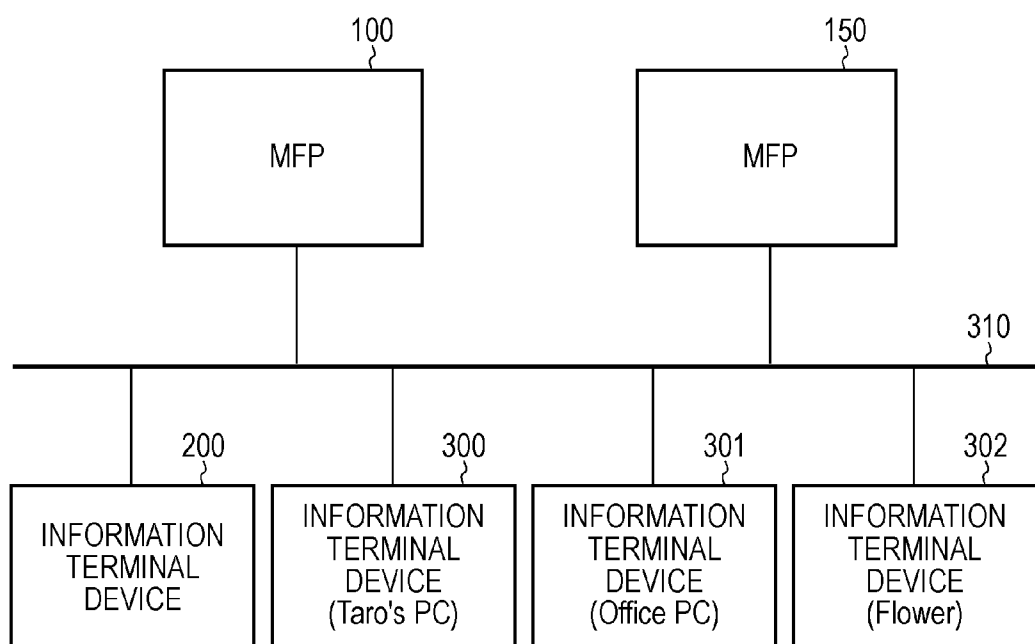 100
150
MFP
MFP
310
200
300
301
302
INFORMATION
TERMINAL
DEVICE
INFORMATION
TERMINAL
DEVICE
(Taro's PC)
INFORMATION
TERMINAL
DEVICE
(Office PC)
INFORMATION
TERMINAL
DEVICE
(Flower)